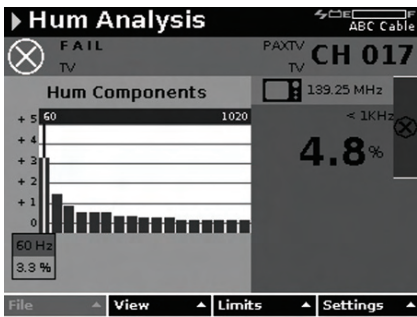 Hum Analysis
E F
ABC Cable
FAIL
TV
PAXTV
TV
CH 017
Hum Components
139.25 MHz
< 1KHz
4.8%
60 1020
+ 5
+ 4
+ 3
+ 2
+ 1
0
60 Hz
3.3 %
File View Limits Settings